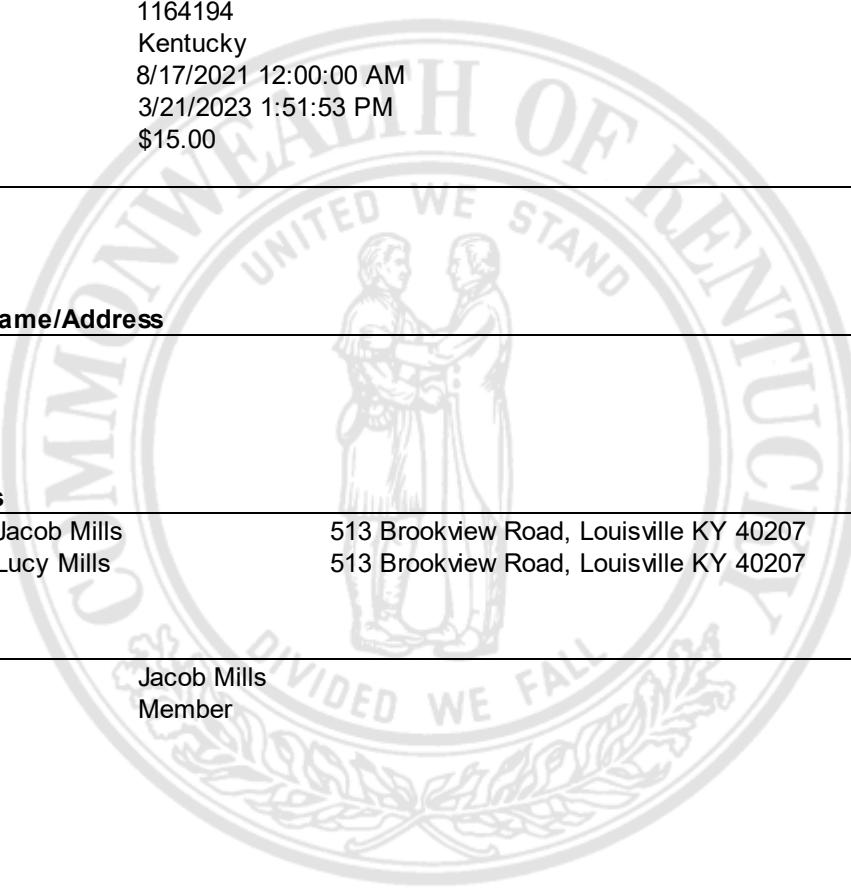 1164194
Kentucky
8/17/2021 12:00:00 AM
3/21/2023 1:51:53 PM
$15.00
COMMONWEALTH OF KENTUCKY
UNITED WE STAND
DIVIDED WE FALL
ame/Address
s
Jacob Mills 513 Brookview Road, Louisville KY 40207
Lucy Mills 513 Brookview Road, Louisville KY 40207
Jacob Mills
Member